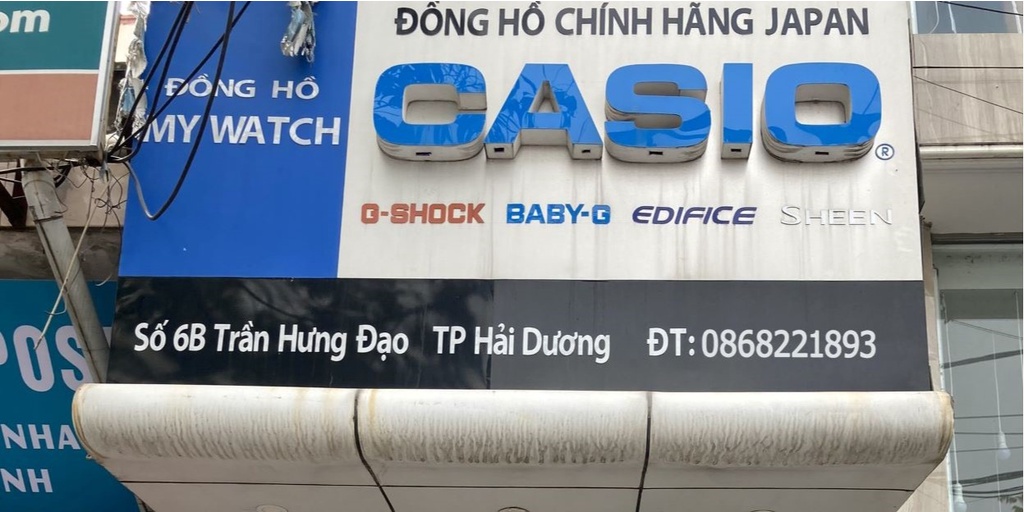 om
ĐỒNG HỒ CHÍNH HÃNG JAPAN
ĐỒNG HỒ
MY WATCH
CASIO®
G-SHOCK BABY-G EDIFICE SHEEN
Số 6B Trần Hưng Đạo TP Hải Dương ĐT: 0868221893
POS
NHA
NH